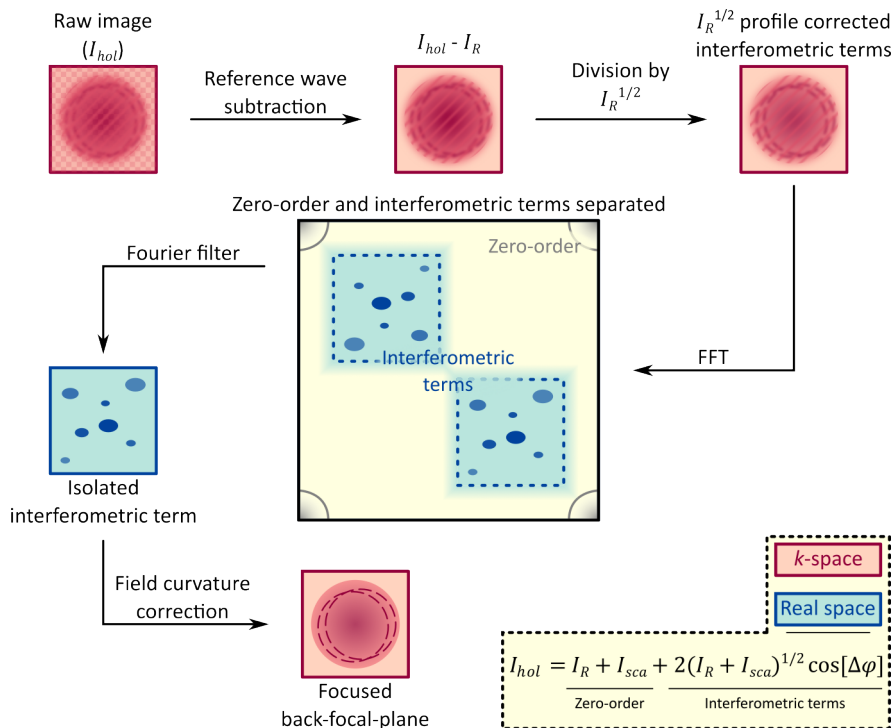 Raw image
(I_hol)
Reference wave
subtraction
I_hol - I_R
Division by
I_R^1/2
I_R^1/2 profile corrected
interferometric terms
Zero-order and interferometric terms separated
Zero-order
Interferometric
terms
FFT
Fourier filter
Isolated
interferometric term
Field curvature
correction
Focused
back-focal-plane
k-space
Real space
I_hol = I_R + I_sca + 2(I_R + I_sca)^1/2 cos[Δφ]
Zero-order
Interferometric terms